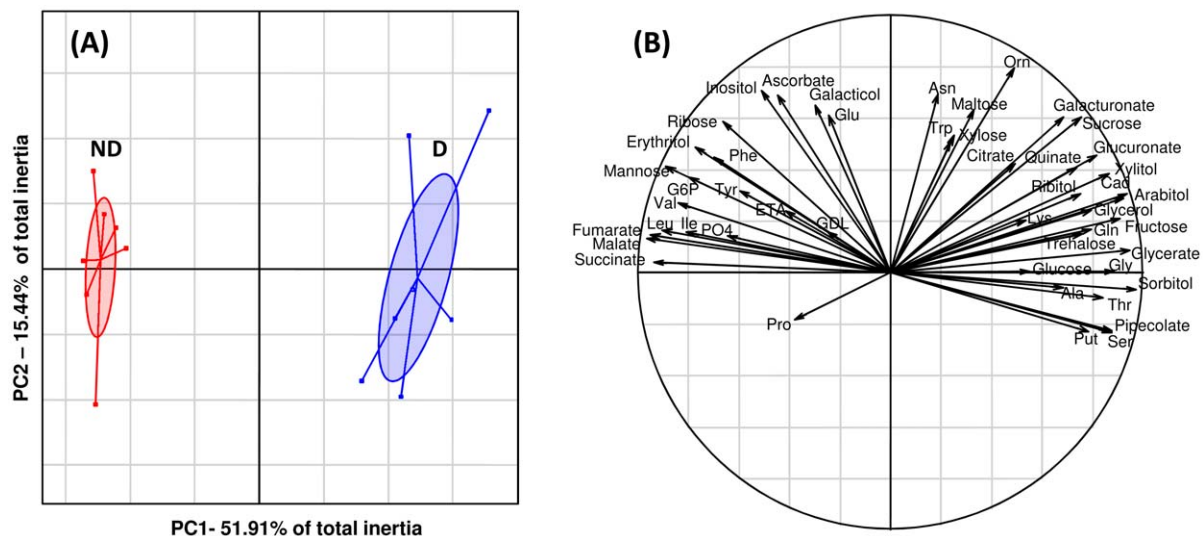 (A)
ND
D
PC2 – 15.44% of total inertia
PC1- 51.91% of total inertia
(B)
Orn
Inositol
Ascorbate
Galacticol
Glu
Asn
Maltose
Galacturonate
Sucrose
Ribose
Trp
Xylose
Erythritol
Phe
Citrate
Quinate
Glucuronate
Mannose
Xylitol
G6P
Tyr
Ribitol
Cad
Arabitol
Val
ETA
Lys
Glycerol
Leu
Ile
GDL
Gln
Fructose
Fumarate
PO4
Malate
Trehalose
Glycerate
Succinate
Glucose
Gly
Sorbitol
Ala
Thr
Pro
Pipecolate
Put
Ser